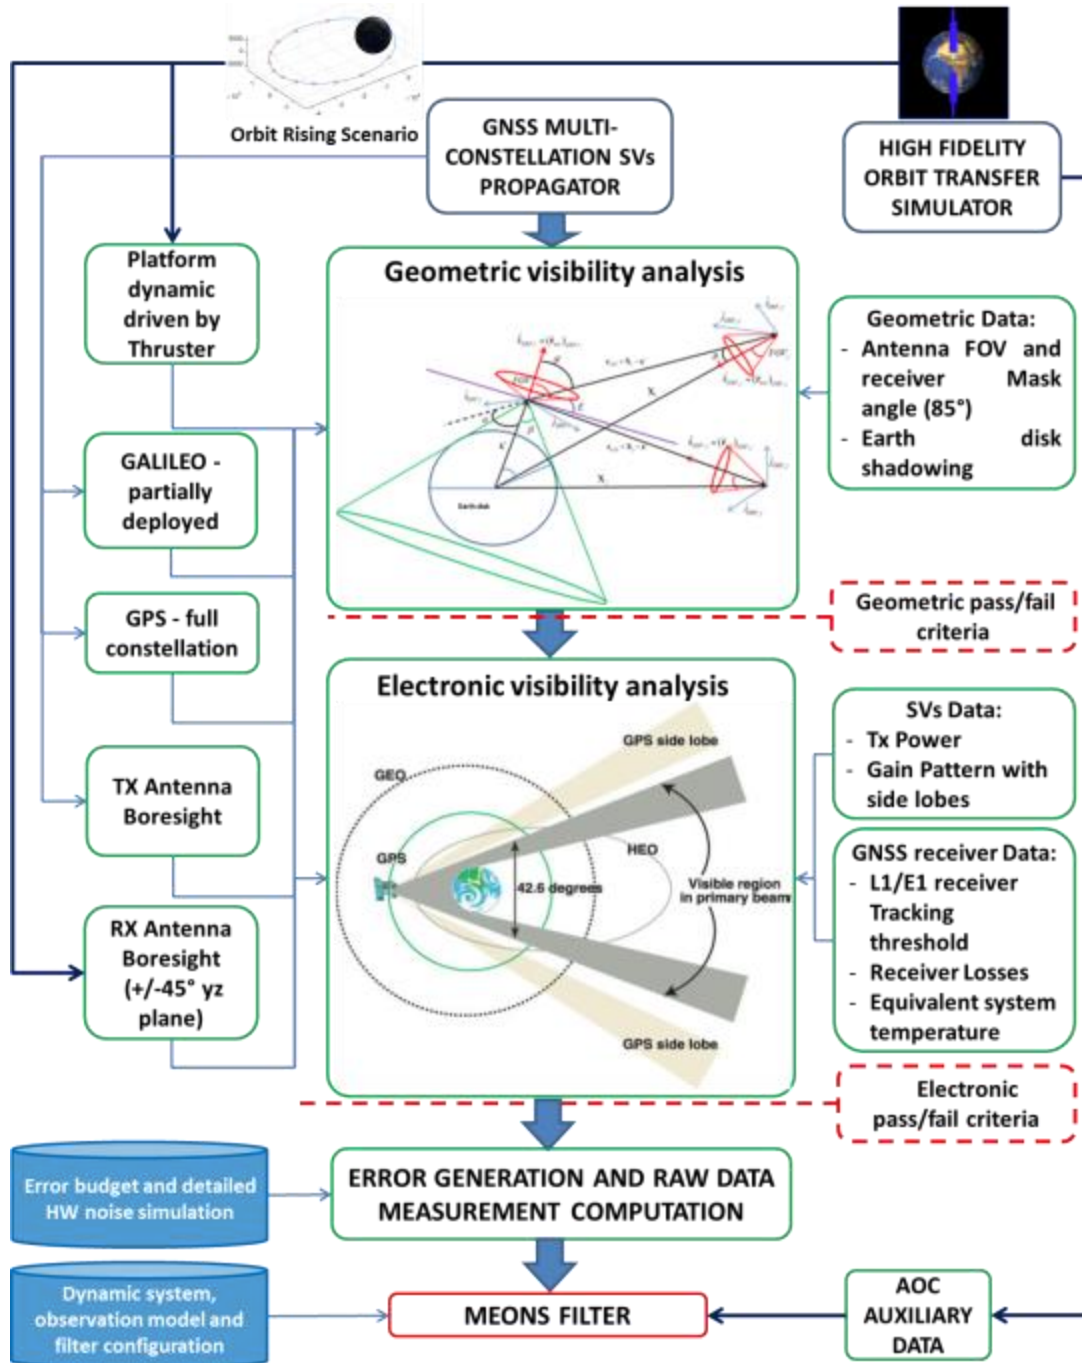 Orbit Rising Scenario
GNSS MULTI-
CONSTELLATION SVs
PROPAGATOR
HIGH FIDELITY
ORBIT TRANSFER
SIMULATOR
Platform
dynamic
driven by
Thruster
GALILEO -
partially
deployed
GPS - full
constellation
TX Antenna
Boresight
RX Antenna
Boresight
(+/-45° yz
plane)
Geometric visibility analysis
Earth disk
Geometric Data:
- Antenna FOV and
receiver Mask
angle (85°)
- Earth disk
shadowing
Geometric pass/fail
criteria
Electronic visibility analysis
GPS side lobe
GEO
GPS
HEO
42.6 degrees
Visible region
in primary beam
GPS side lobe
SVs Data:
- Tx Power
- Gain Pattern with
side lobes
GNSS receiver Data:
- L1/E1 receiver
Tracking
threshold
- Receiver Losses
- Equivalent system
temperature
Electronic
pass/fail criteria
Error budget and detailed
HW noise simulation
ERROR GENERATION AND RAW DATA
MEASUREMENT COMPUTATION
Dynamic system,
observation model and
filter configuration
MEONS FILTER
AOC
AUXILIARY
DATA